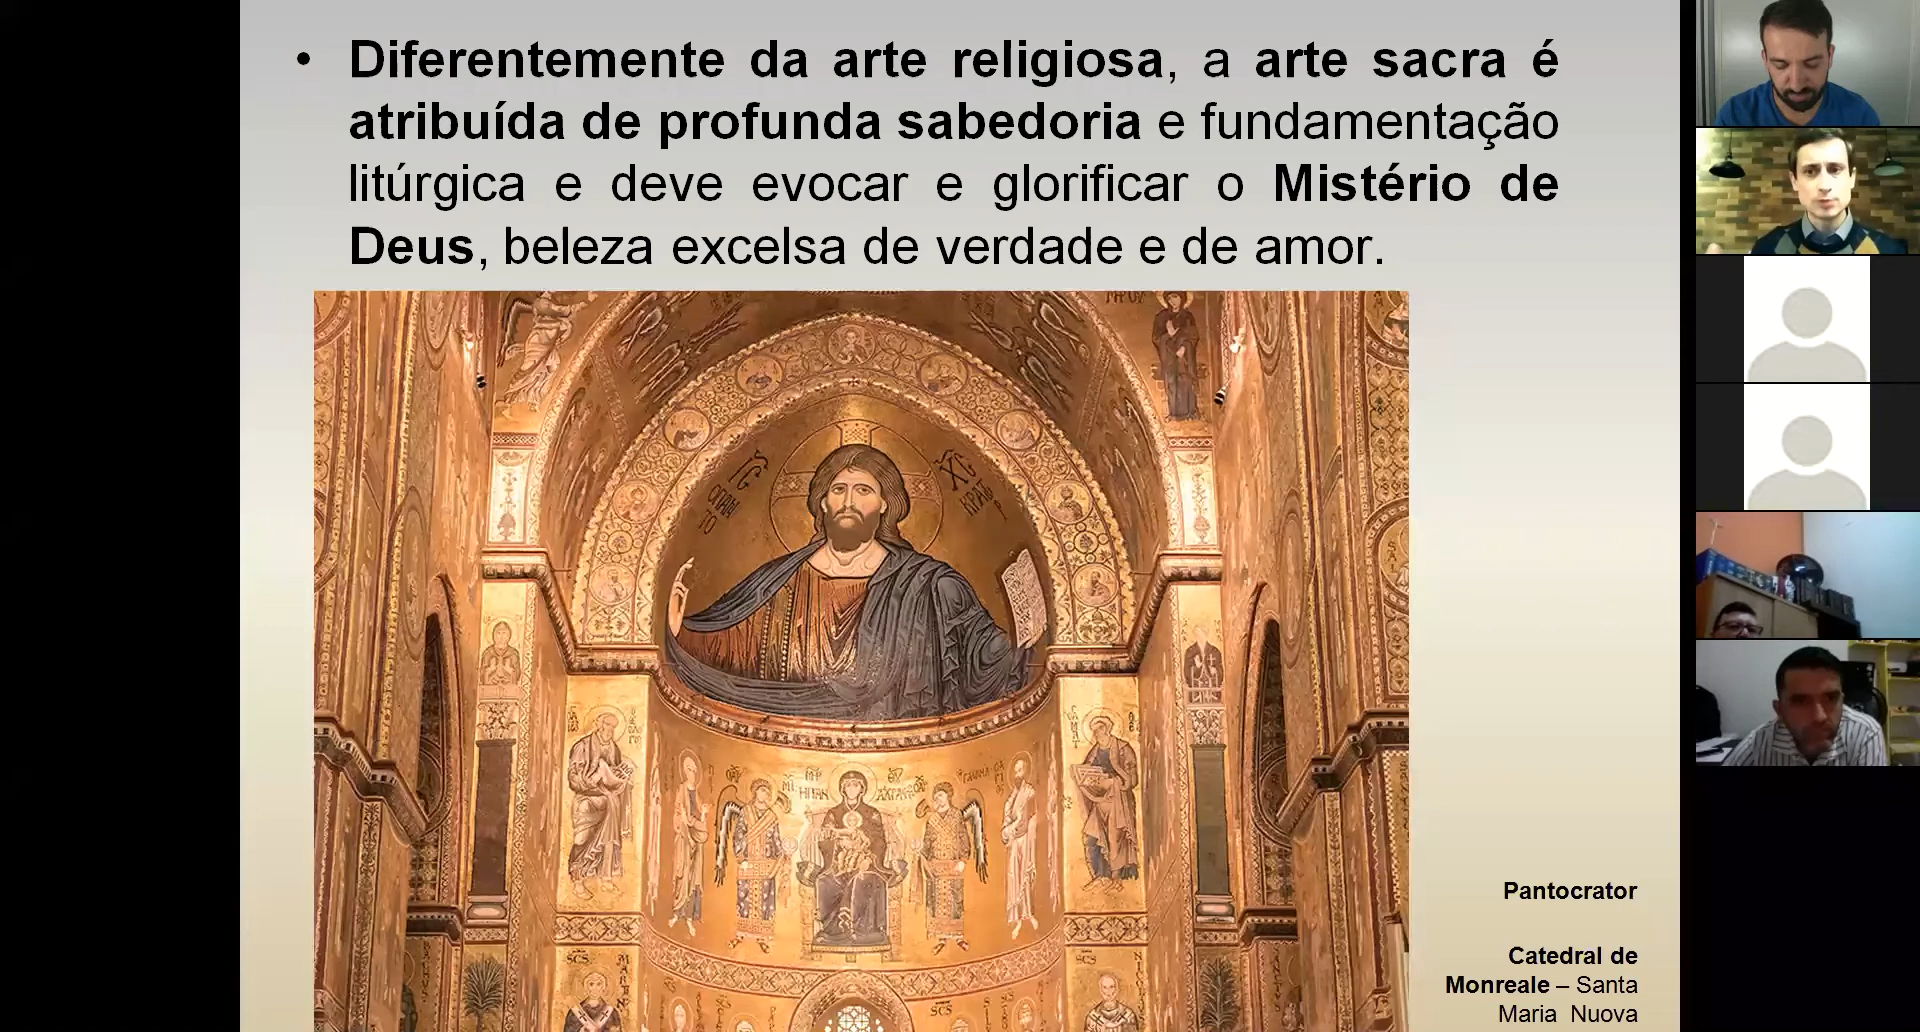 • Diferentemente da arte religiosa, a arte sacra é
atribuída de profunda sabedoria e fundamentação
litúrgica e deve evocar e glorificar o Mistério de
Deus, beleza excelsa de verdade e de amor.
Pantocrator
Catedral de
Monreale – Santa
Maria Nuova